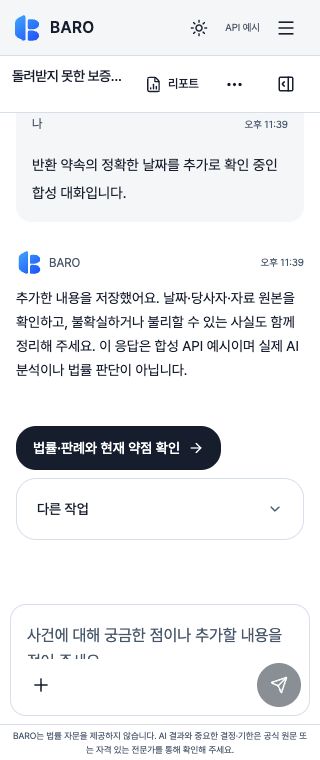 BARO
API 예시
돌려받지 못한 보증...
리포트
나
오후 11:39
반환 약속의 정확한 날짜를 추가로 확인 중인
합성 대화입니다.
BARO
오후 11:39
추가한 내용을 저장했어요. 날짜·당사자·자료 원본을
확인하고, 불확실하거나 불리할 수 있는 사실도 함께
정리해 주세요. 이 응답은 합성 API 예시이며 실제 AI
분석이나 법률 판단이 아닙니다.
법률·판례와 현재 약점 확인 →
다른 작업
사건에 대해 궁금한 점이나 추가할 내용을
적어 주세요
BARO는 법률 자문을 제공하지 않습니다. AI 결과와 중요한 결정·기한은 공식 원문 또
는 자격 있는 전문가를 통해 확인해 주세요.